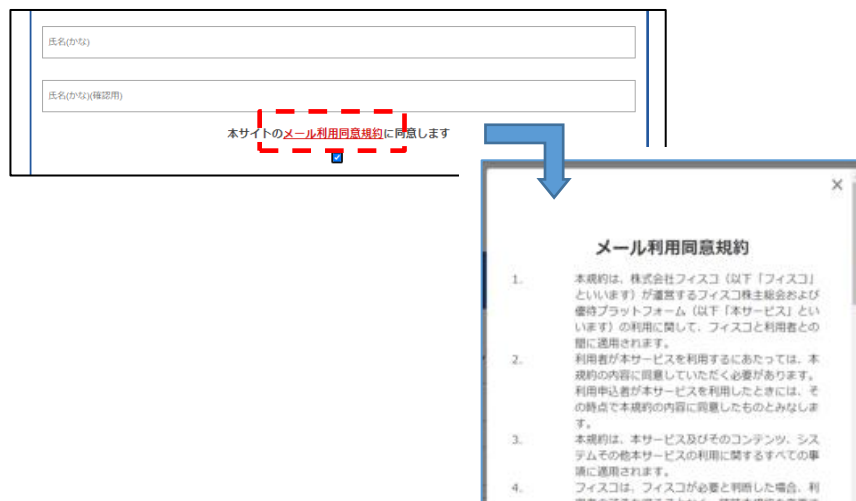 氏名(かな)
氏名(かな)(確認用)
本サイトのメール利用同意規約に同意します
×
メール利用同意規約
1. 本規約は、株式会社フィスコ（以下「フィスコ」
といいます）が運営するフィスコ株主総会および
優待プラットフォーム（以下「本サービス」とい
います）の利用に関して、フィスコと利用者との
間に適用されます。
2. 利用者が本サービスを利用するにあたっては、本
規約の内容に同意していただく必要があります。
利用申込者が本サービスを利用したときには、そ
の時点で本規約の内容に同意したものとみなしま
す。
3. 本規約は、本サービス及びそのコンテンツ、シス
テムその他本サービスの利用に関するすべての事
項に適用されます。
4. フィスコは、フィスコが必要と判断した場合、利